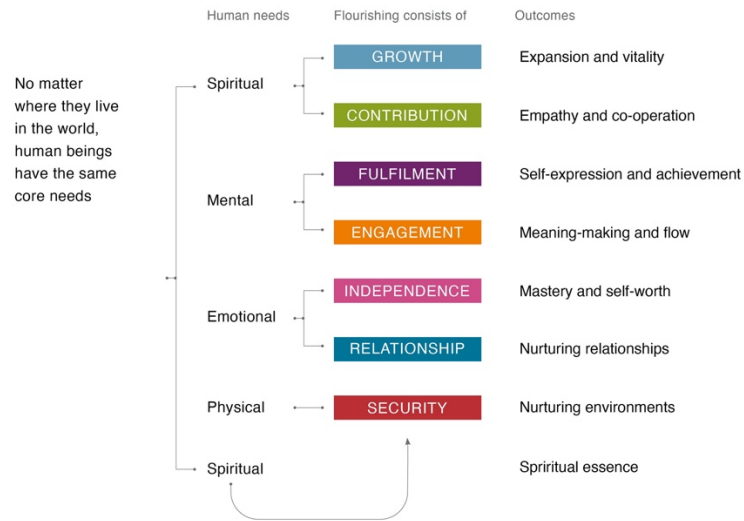 Human needs Flourishing consists of Outcomes
GROWTH Expansion and vitality
No matter
where they live
in the world,
human beings
have the same
core needs
Spiritual
CONTRIBUTION Empathy and co-operation
FULFILMENT Self-expression and achievement
Mental
ENGAGEMENT Meaning-making and flow
INDEPENDENCE Mastery and self-worth
Emotional
RELATIONSHIP Nurturing relationships
Physical SECURITY Nurturing environments
Spiritual Spriritual essence